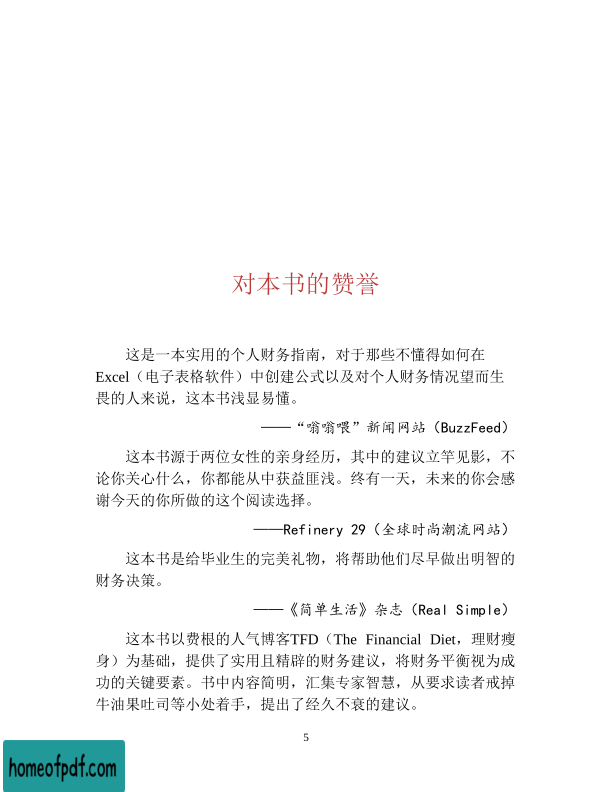 对本书的赞誉
这是一本实用的个人财务指南，对于那些不懂得如何在
Excel（电子表格软件）中创建公式以及对个人财务情况望而生
畏的人来说，这本书浅显易懂。
——“嗡嗡喂”新闻网站（BuzzFeed）
这本书源于两位女性的亲身经历，其中的建议立竿见影，不
论你关心什么，你都能从中获益匪浅。终有一天，未来的你会感
谢今天的你所做的这个阅读选择。
——Refinery 29（全球时尚潮流网站）
这本书是给毕业生的完美礼物，将帮助他们尽早做出明智的
财务决策。
——《简单生活》杂志（Real Simple）
这本书以费根的人气博客TFD（The Financial Diet，理财瘦
身）为基础，提供了实用且精辟的财务建议，将财务平衡视为成
功的关键要素。书中内容简明，汇集专家智慧，从要求读者戒掉
牛油果吐司等小处着手，提出了经久不衰的建议。
5
homeofpdf.com